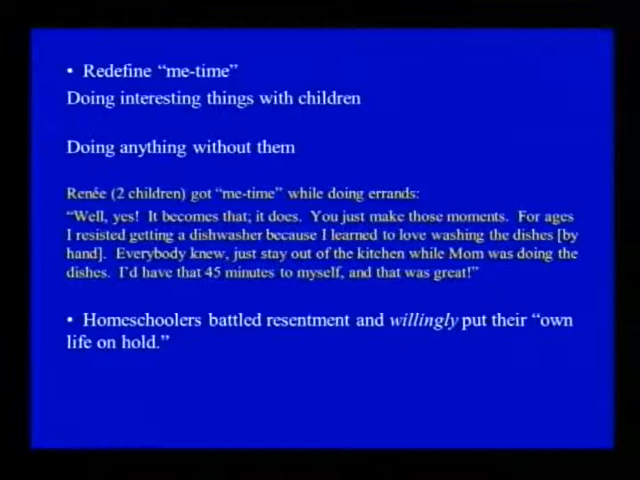 • Redefine “me-time”
Doing interesting things with children
Doing anything without them
Renée (2 children) got “me-time” while doing errands:
“Well, yes!  It becomes that; it does.  You just make those moments.  For ages
I resisted getting a dishwasher because I learned to love washing the dishes [by
hand].  Everybody knew, just stay out of the kitchen while Mom was doing the
dishes.  I’d have that 45 minutes to myself, and that was great!”
• Homeschoolers battled resentment and willingly put their “own
life on hold.”